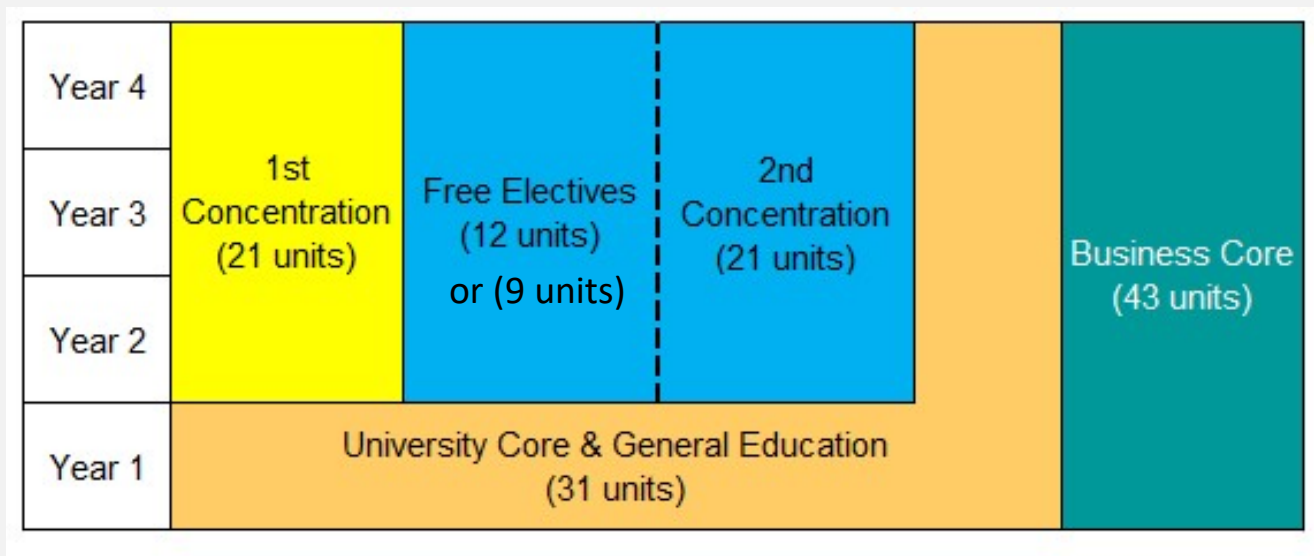 Year 4
Year 3
Year 2
Year 1
1st
Concentration
(21 units)
Free Electives
(12 units)
or (9 units)
2nd
Concentration
(21 units)
University Core & General Education
(31 units)
Business Core
(43 units)